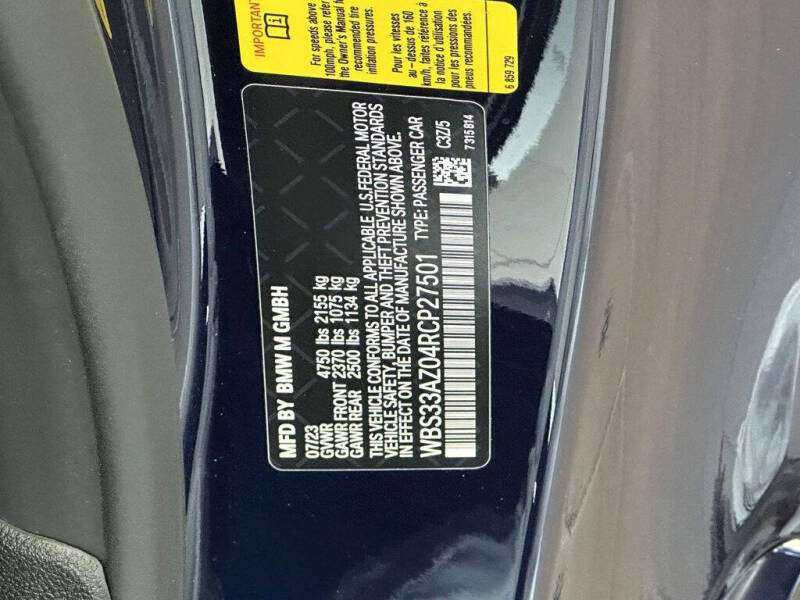 IMPORTANT
For speeds above
100mph, please refer
the Owner's Manual for
recommended tire
inflation pressures.
Pour les vitesses
au-dessus de 160
km/h, faites référence à
la notice d'utilisation
pour les pressions des
pneus recommandées.
6 859 729
MFD BY BMW M GMBH
07/23
GVWR 4750 lbs 2155 kg
GAWR FRONT 2370 lbs 1075 kg
GAWR REAR 2500 lbs 1134 kg
THIS VEHICLE CONFORMS TO ALL APPLICABLE U.S. FEDERAL MOTOR
VEHICLE SAFETY, BUMPER AND THEFT PREVENTION STANDARDS
IN EFFECT ON THE DATE OF MANUFACTURE SHOWN ABOVE.
WBS33AZ04RCP27501 TYPE: PASSENGER CAR
C3Z/5
7315814